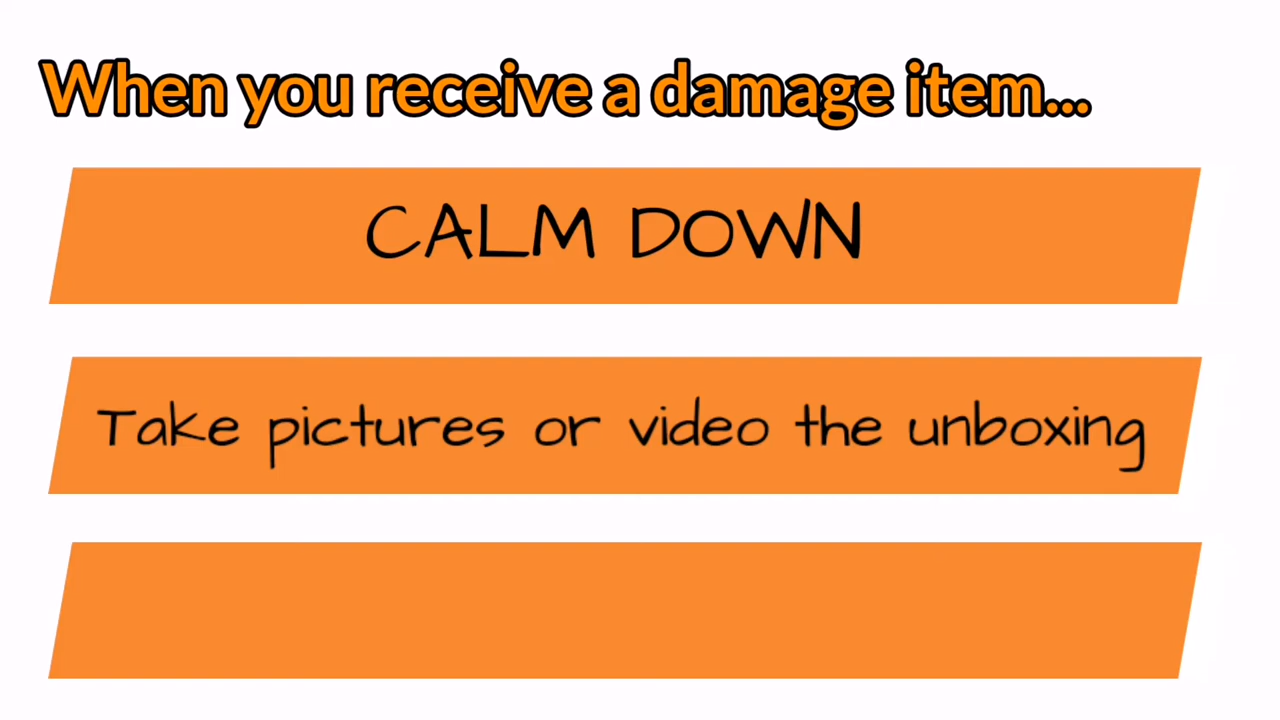 When you receive a damage item...
CALM DOWN
Take pictures or video the unboxing